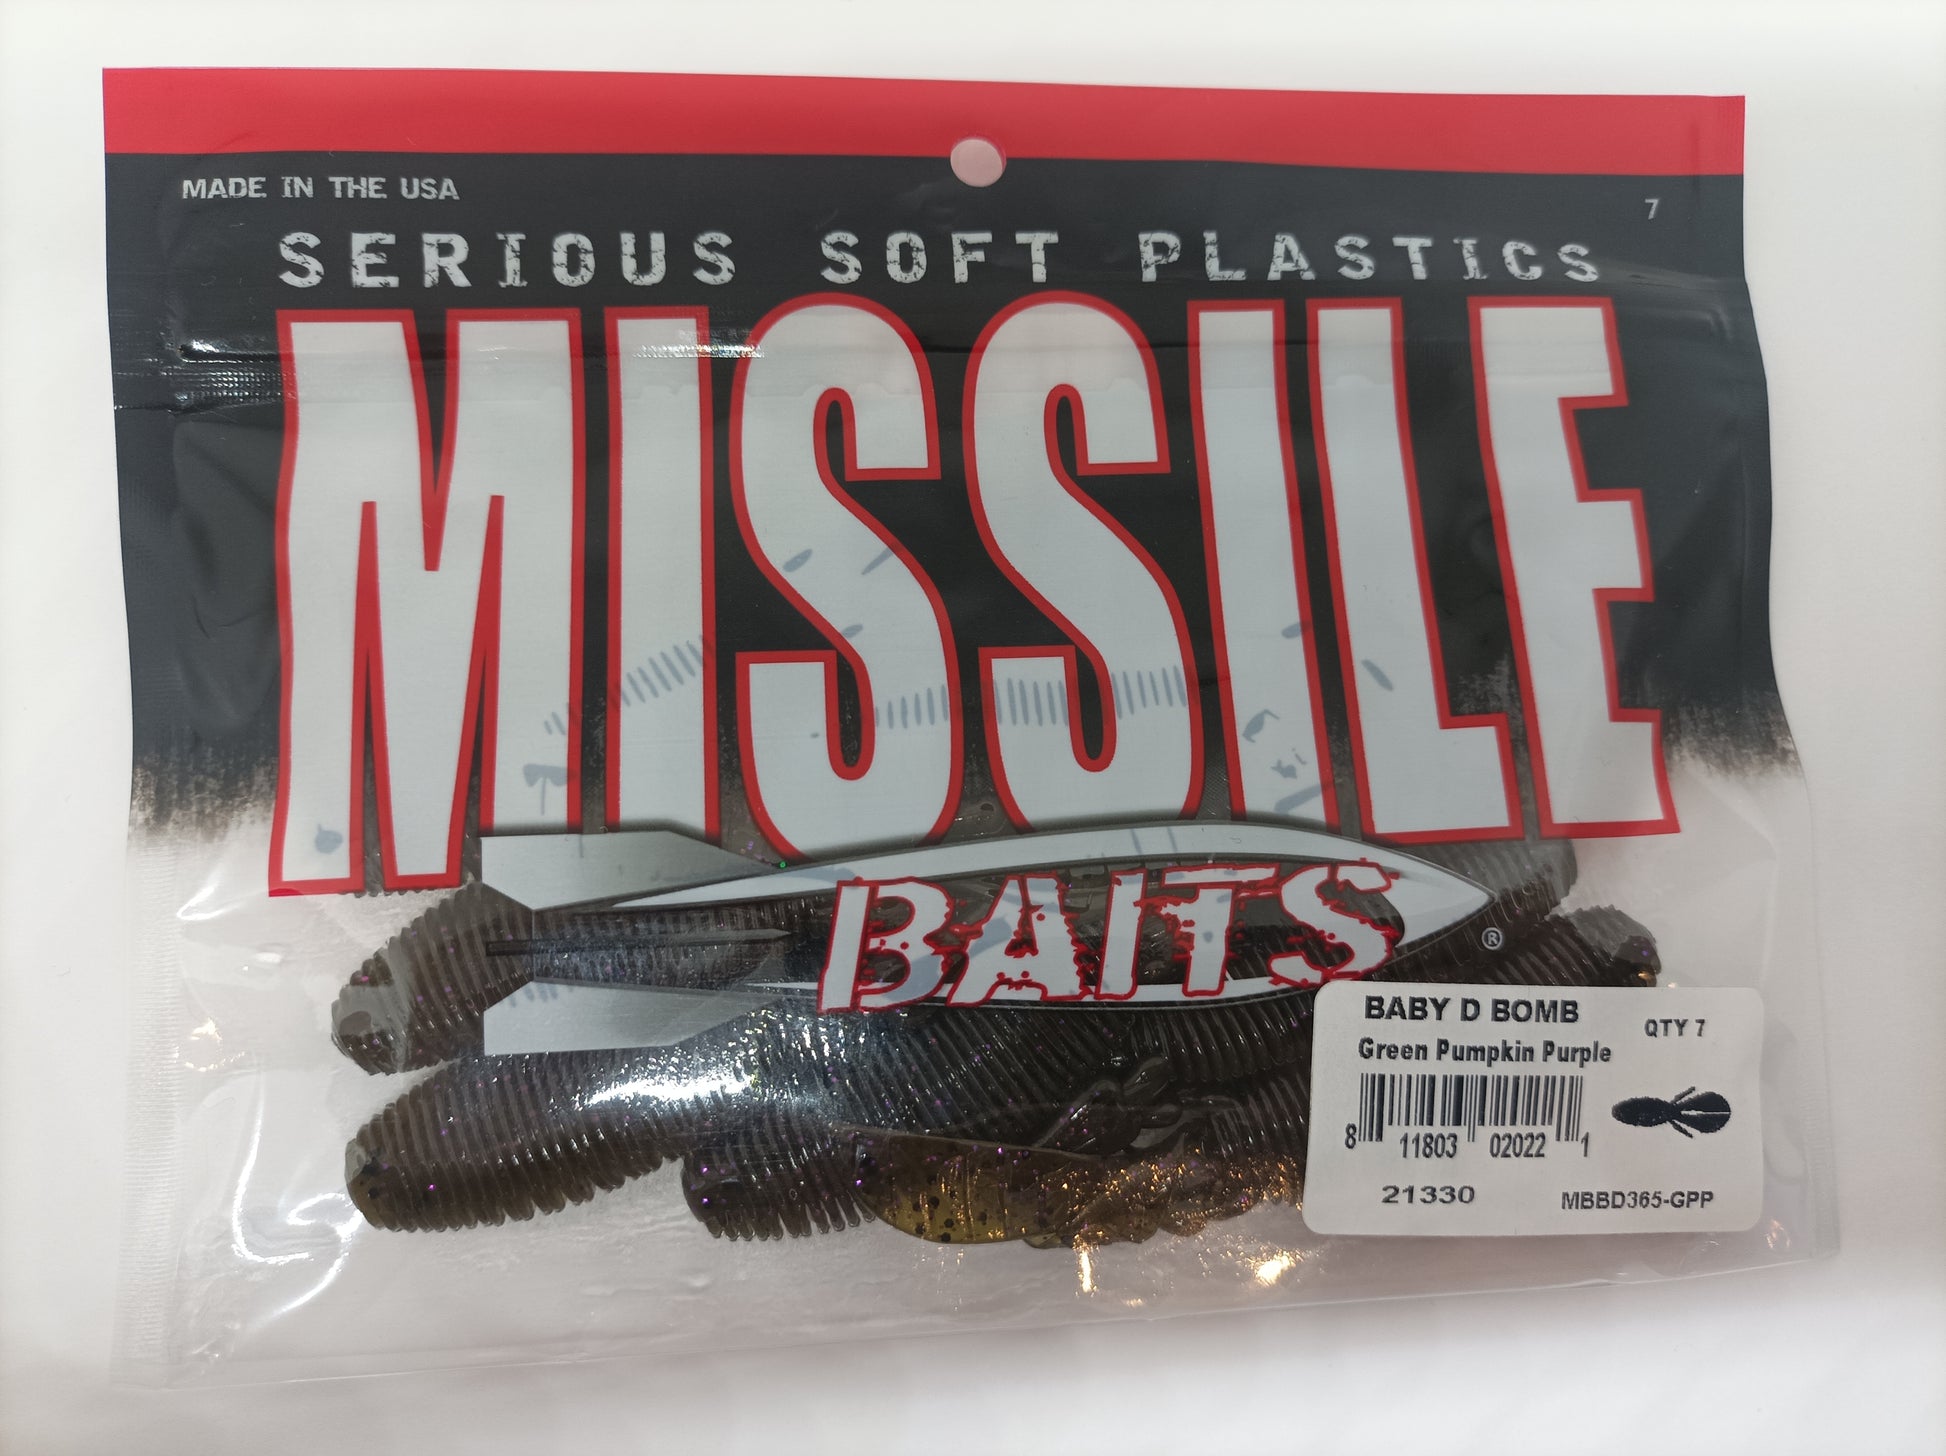 MADE IN THE USA
7
SERIOUS SOFT PLASTICS
MISSILE
BAITS
®
BABY D BOMB
QTY 7
Green Pumpkin Purple
8 11803 02022 1
21330
MBBD365-GPP